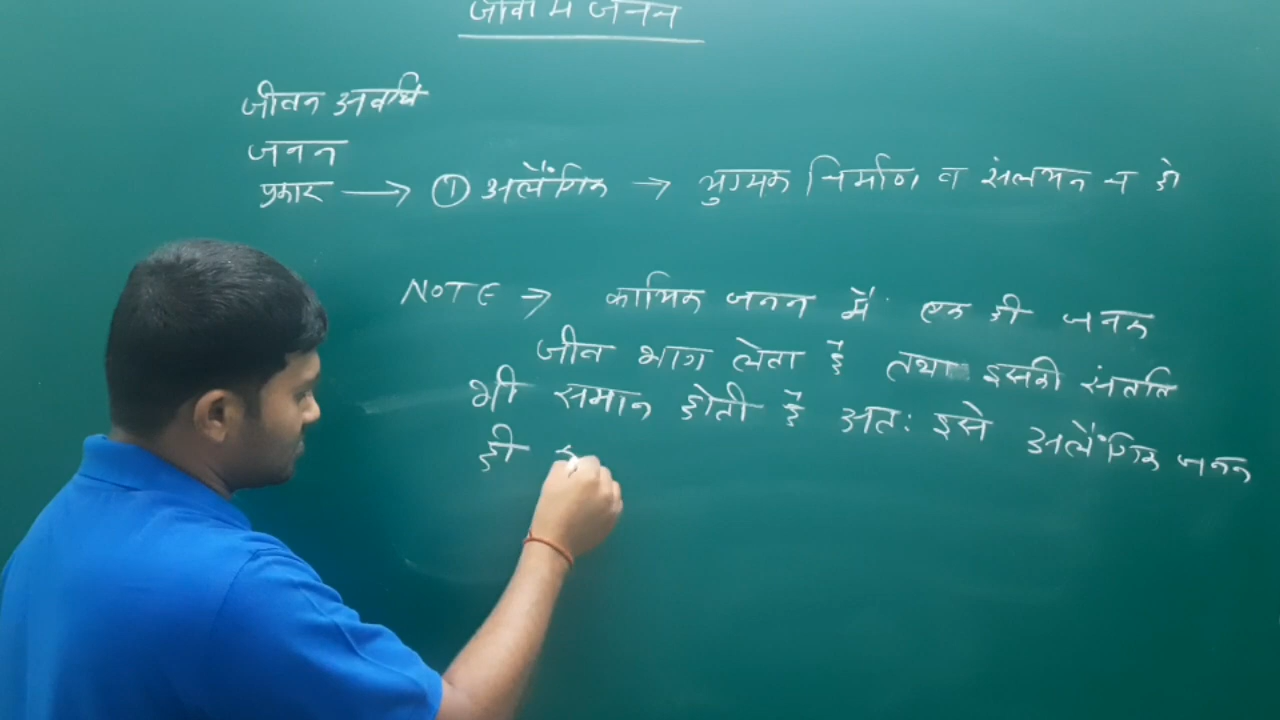 जीवों में जनन
जीवन अवधि
जनन
प्रकार → ① अलैंगिक → युग्मक निर्माण व संलयन न हो
NOTE → कायिक जनन में एक ही जनक
जीव भाग लेता है तथा इसकी संतति
भी समान होती है अतः इसे अलैंगिक जनन
ही